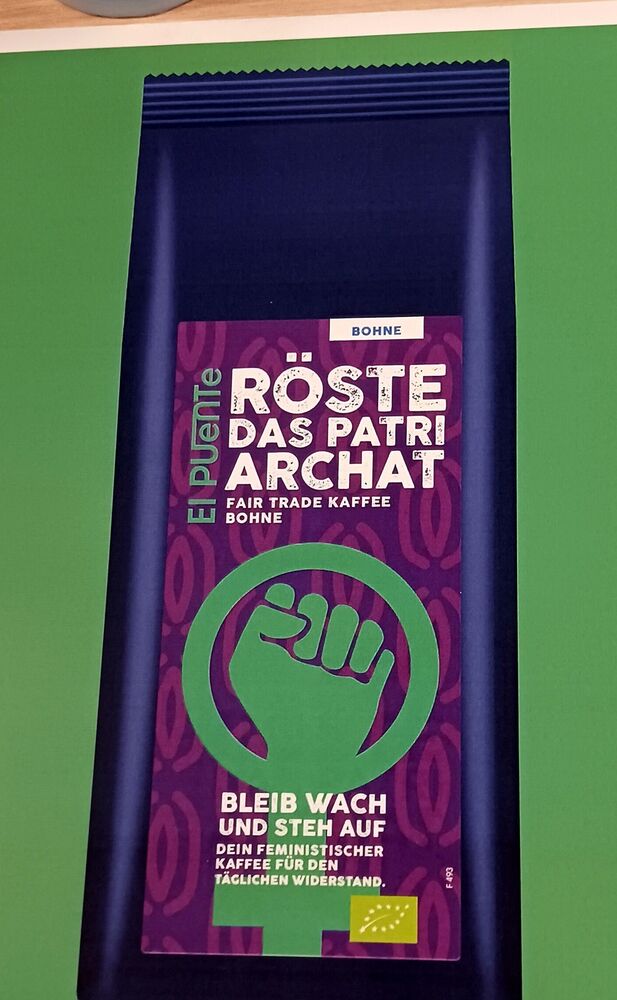 BOHNE
El PUenTe
RÖSTE
DAS PATRI
ARCHAT
FAIR TRADE KAFFEE
BOHNE
BLEIB WACH
UND STEH AUF
DEIN FEMINISTISCHER
KAFFEE FÜR DEN
TÄGLICHEN WIDERSTAND.
F 493